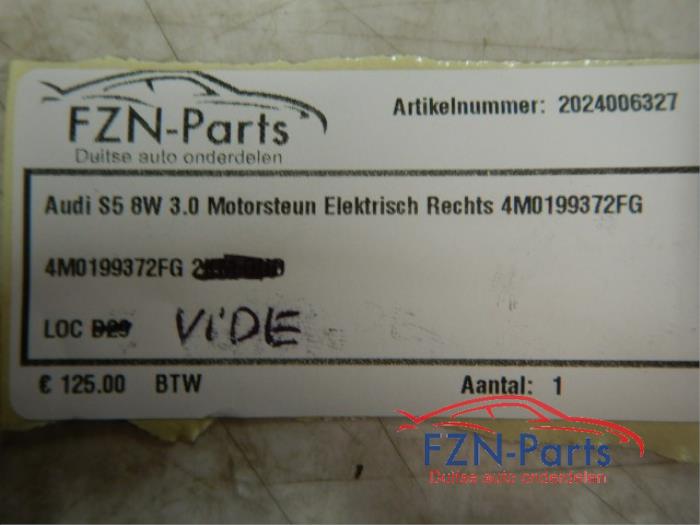 FZN-Parts
Duitse auto onderdelen
Artikelnummer: 2024006327
Audi S5 8W 3.0 Motorsteun Elektrisch Rechts 4M0199372FG
4M0199372FG
LOC D29 VIDE
€ 125.00 BTW Aantal: 1
FZN-Parts
Duitse auto onderdelen